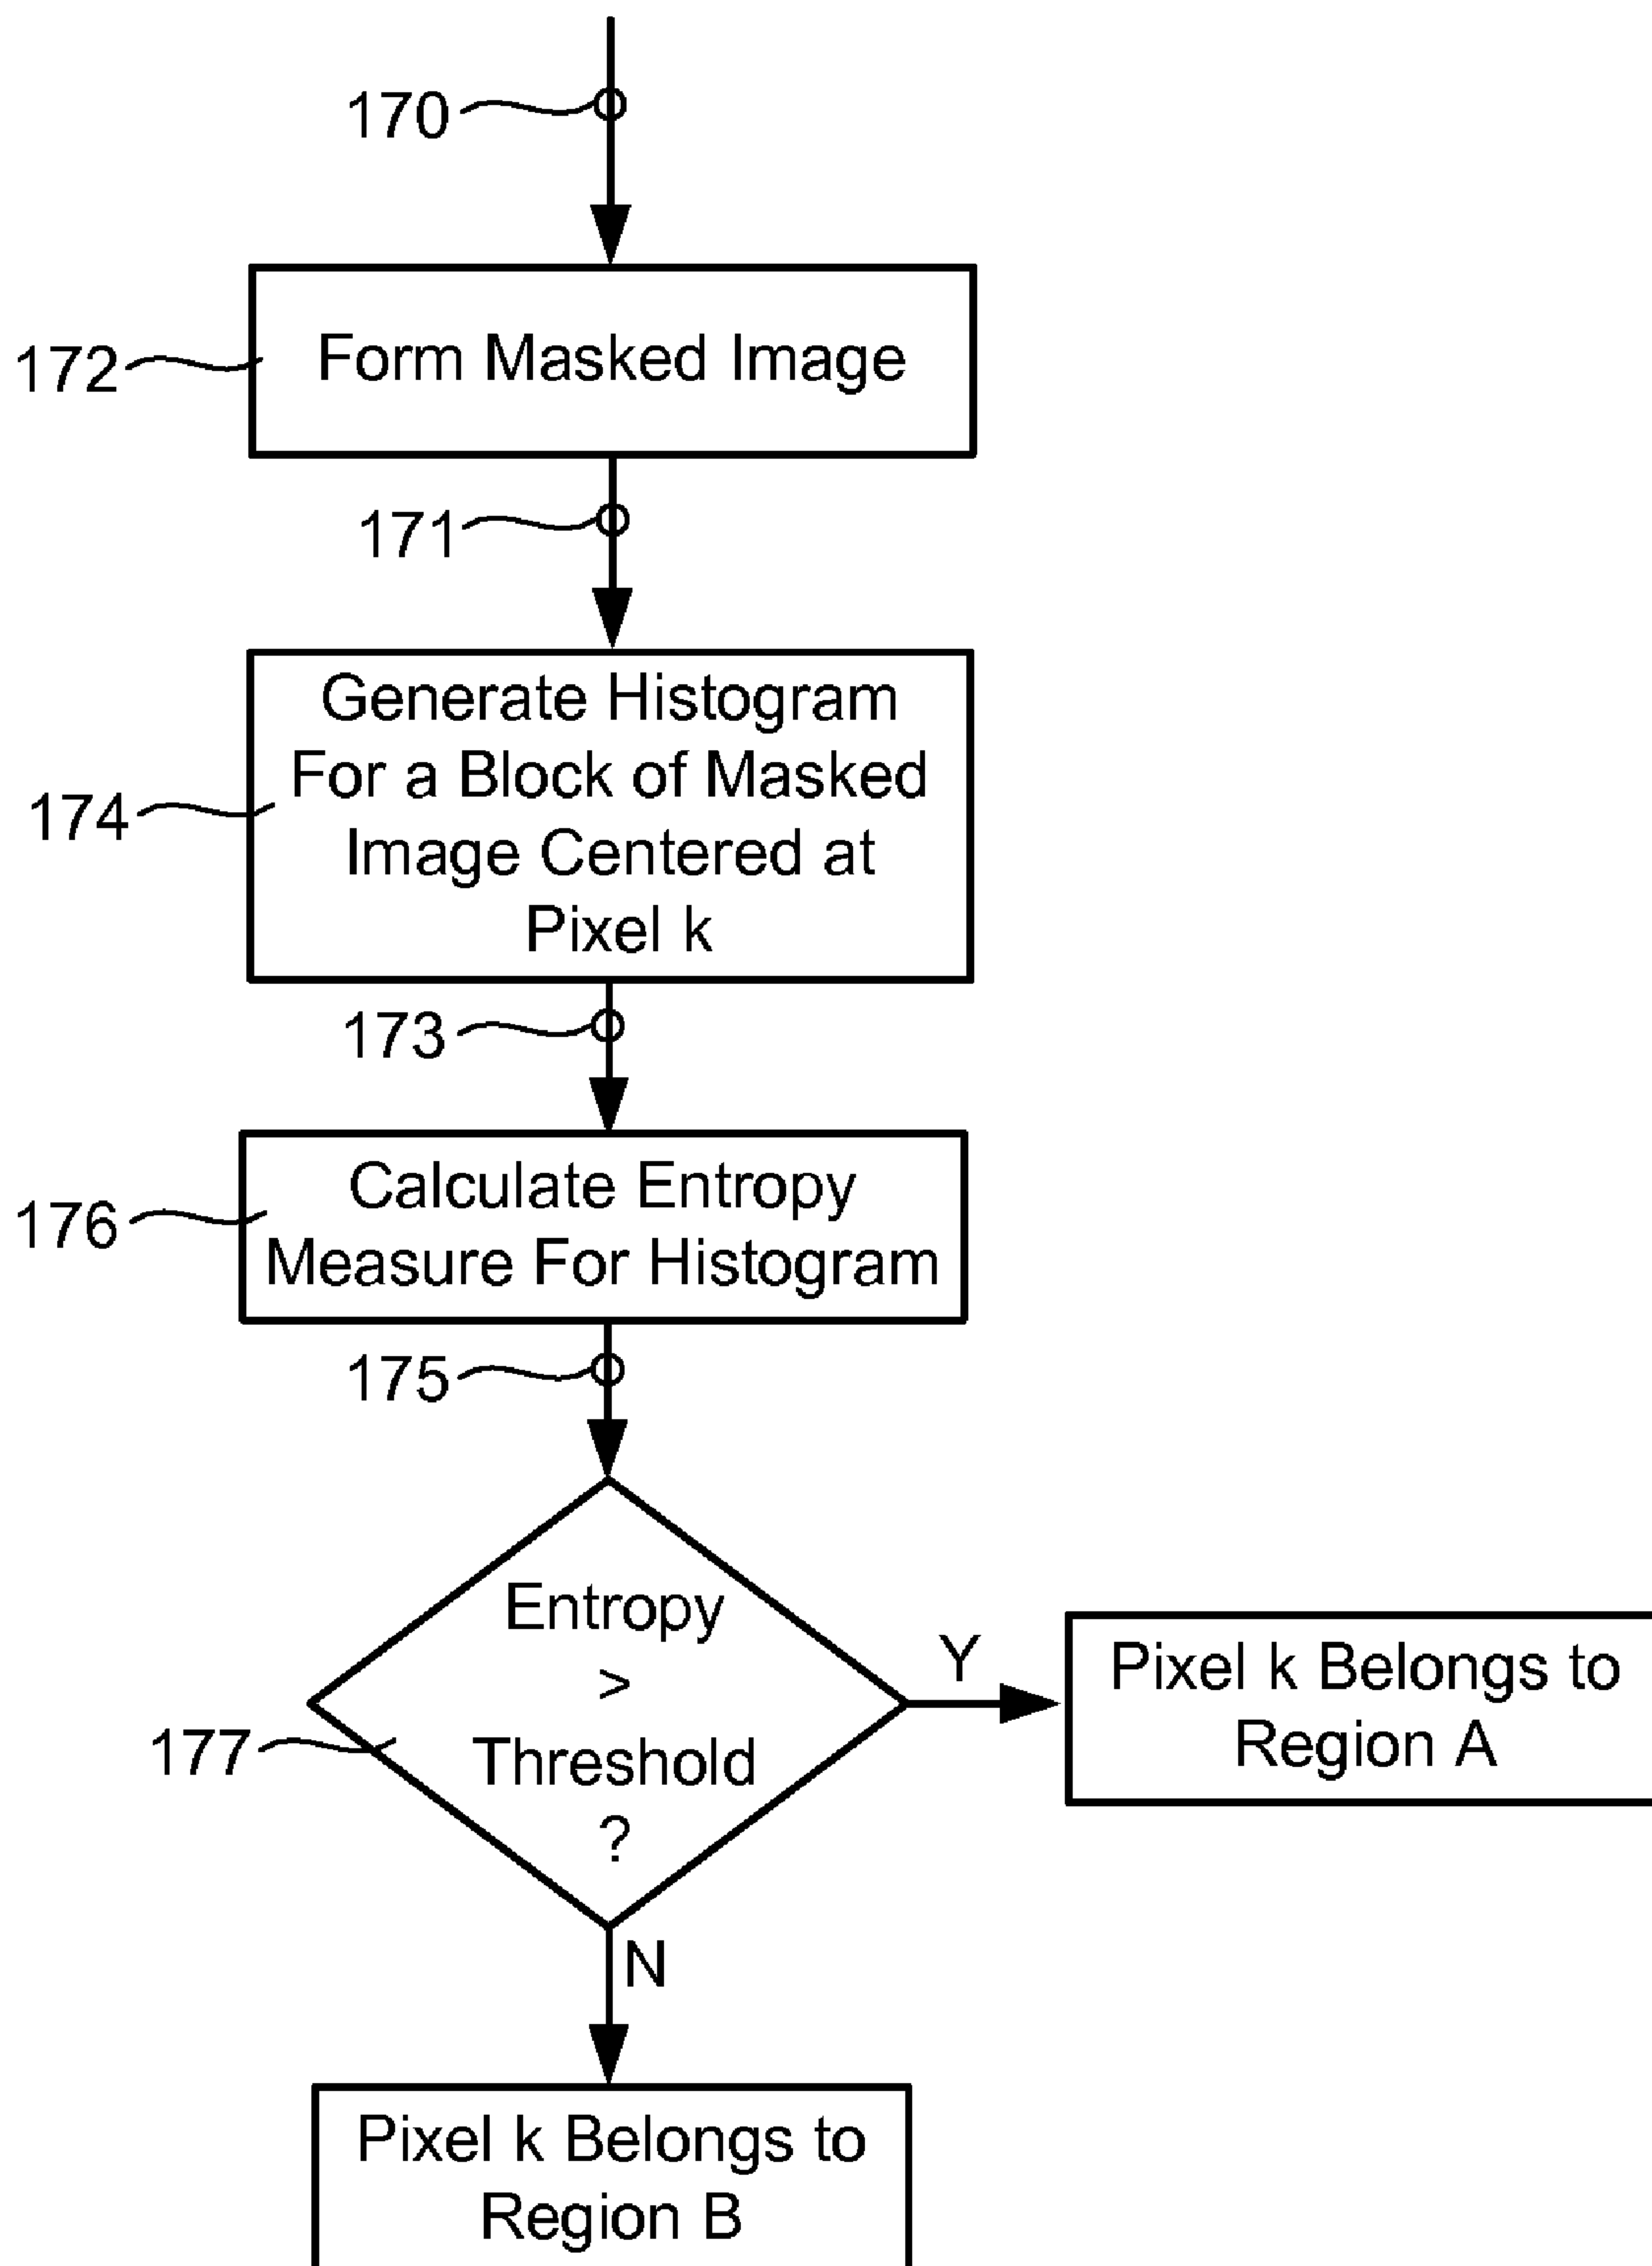 170
172
Form Masked Image
171
174
Generate Histogram
For a Block of Masked
Image Centered at
Pixel k
173
176
Calculate Entropy
Measure For Histogram
175
177
Entropy
>
Threshold
?
Y
Pixel k Belongs to
Region A
N
Pixel k Belongs to
Region B